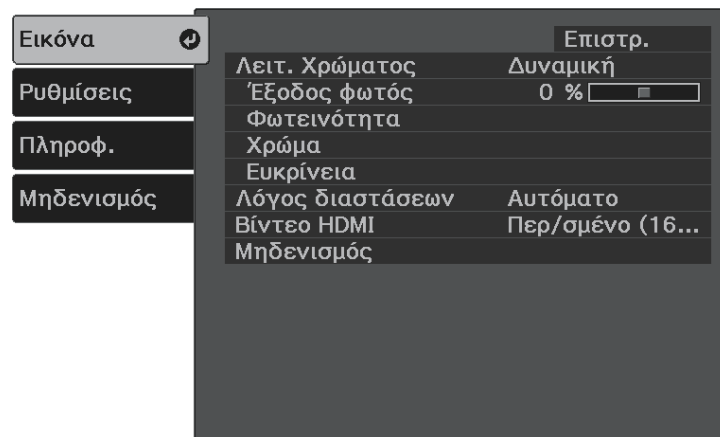 Εικόνα
Ρυθμίσεις
Πληροφ.
Μηδενισμός
Επιστρ.
Λειτ. Χρώματος Δυναμική
Έξοδος φωτός 0 %
Φωτεινότητα
Χρώμα
Ευκρίνεια
Λόγος διαστάσεων Αυτόματο
Βίντεο HDMI Περ/σμένο (16...
Μηδενισμός